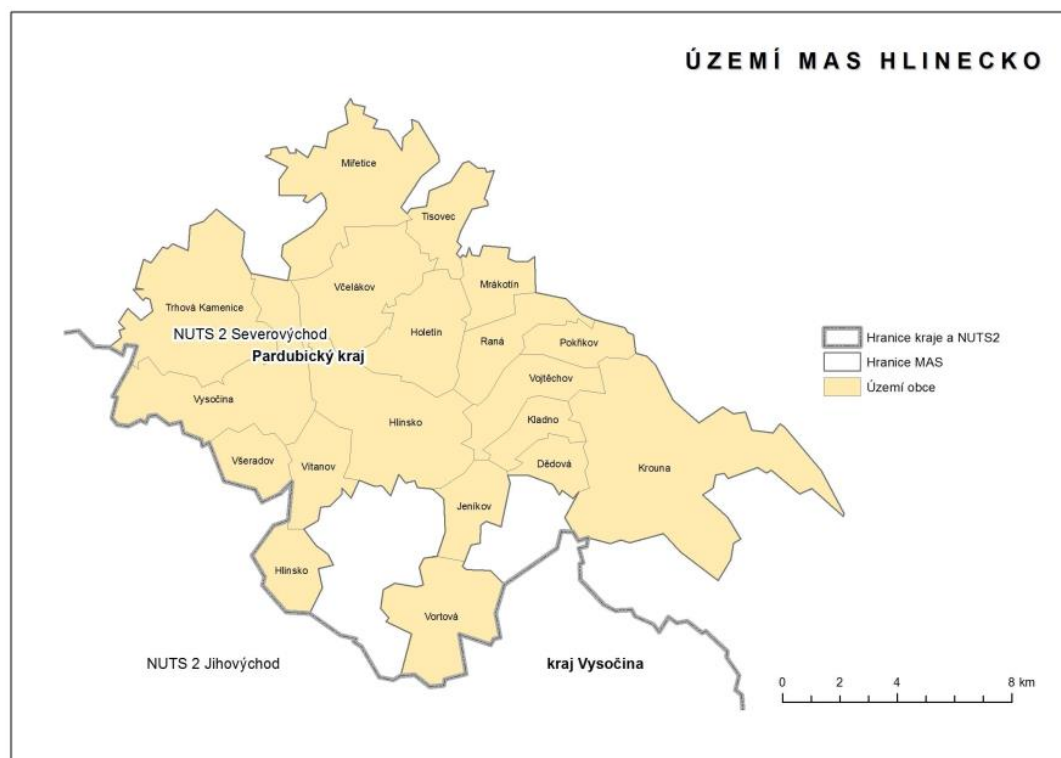 ÚZEMÍ MAS HLINECKO
Miřetice
Tisovec
Mrákotín
Včelákov
Trhová Kamenice
Holetín
Raná
Pokřikov
NUTS 2 Severovýchod
Pardubický kraj
Vojtěchov
Vysočina
Hlinsko
Kladno
Všeradov
Vítanov
Dědová
Krouna
Jeníkov
Hlinsko
Vortová
NUTS 2 Jihovýchod
kraj Vysočina
Hranice kraje a NUTS2
Hranice MAS
Území obce
0 2 4 8 km